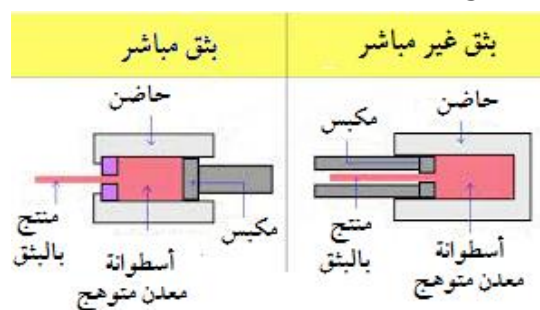 بثق غير مباشر
حاضن
مكبس
منتج
بالبثق
أسطوانة
معدن متوهج
بثق مباشر
حاضن
مكبس
منتج
بالبثق
أسطوانة
معدن متوهج